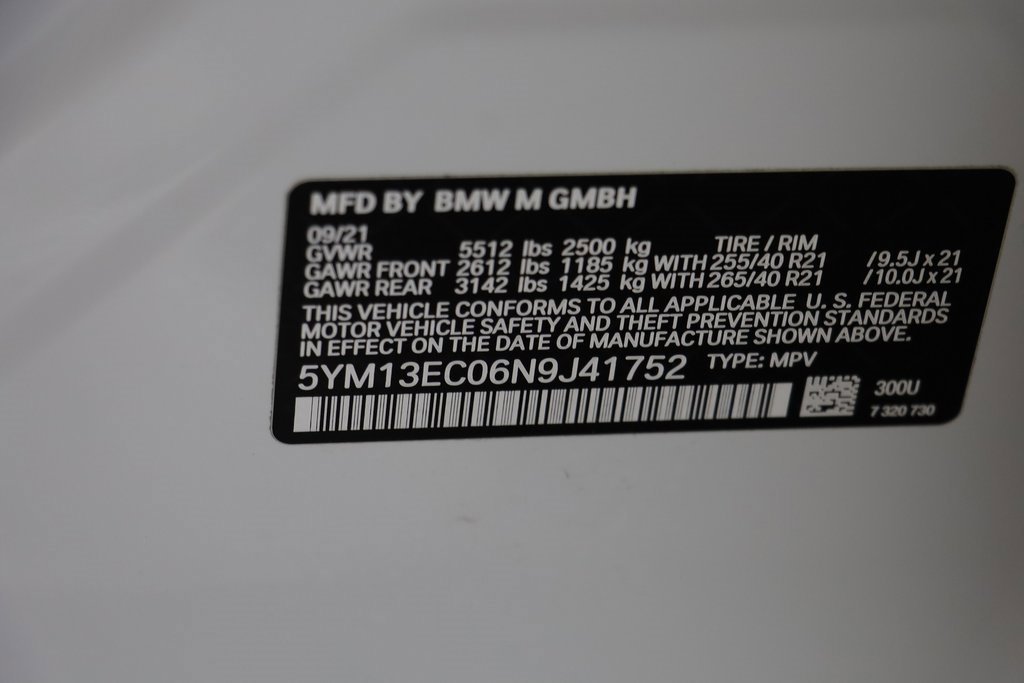 MFD BY BMW M GMBH
09/21 TIRE / RIM
GVWR 5512 lbs 2500 kg
GAWR FRONT 2612 lbs 1185 kg WITH 255/40 R21 /9.5J x 21
GAWR REAR 3142 lbs 1425 kg WITH 265/40 R21 /10.0J x 21
THIS VEHICLE CONFORMS TO ALL APPLICABLE U. S. FEDERAL
MOTOR VEHICLE SAFETY AND THEFT PREVENTION STANDARDS
IN EFFECT ON THE DATE OF MANUFACTURE SHOWN ABOVE.
5YM13EC06N9J41752 TYPE: MPV
300U
7 320 730